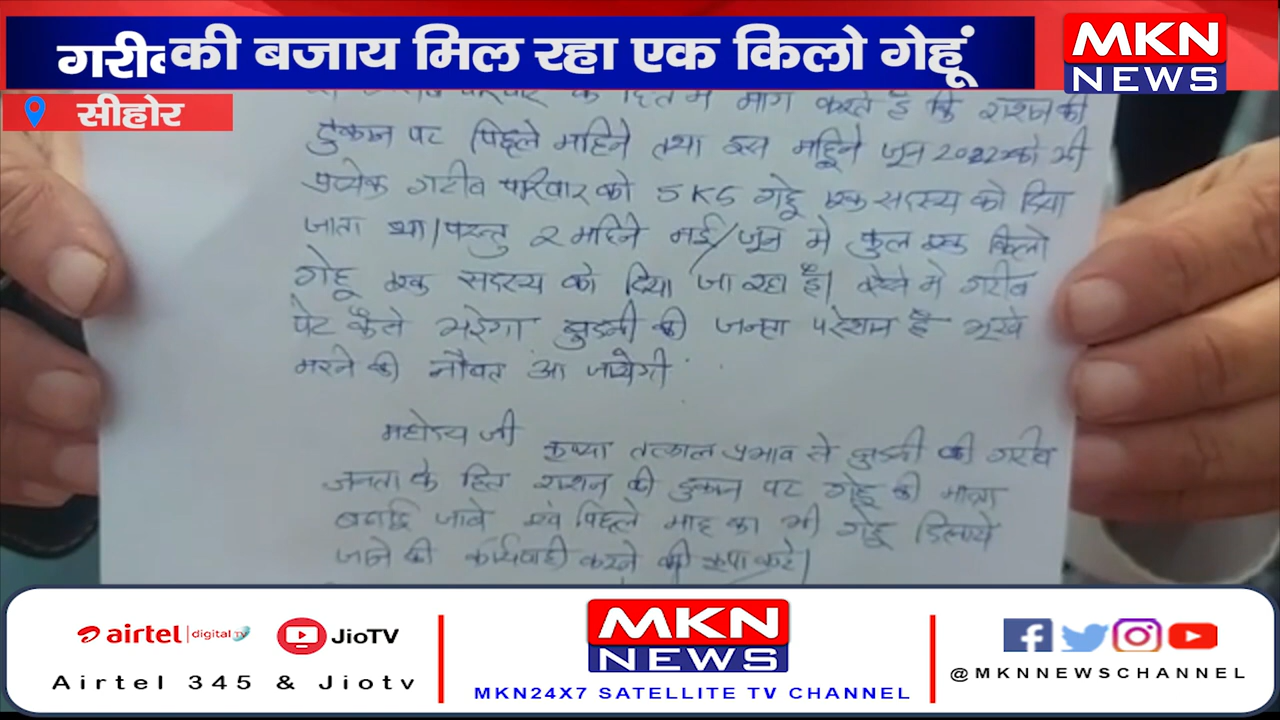 गरीब की बजाय मिल रहा एक किलो गेहूं
MKN
NEWS
सीहोर
परिवार के हित में मांग करते है कि राशन की
दुकान पर पिछले महिने तथा इस महिने जून 2022 को भी
प्रत्येक गरीब परिवार को 5 KG गेहू एक सदस्य को दिया
जाता था। परन्तु 2 महिने मई/जून मे कुल एक किलो
गेहू एक सदस्य को दिया जा रहा है। ऐसे मे गरीब
पेट कैसे भरेगा की जनता परेशान है भूखे
मरने की नौबत आ जायेगी
महोदय जी कृप्या तत्काल प्रभाव से की गरीब
जनता के हित राशन की दुकान पर गेहू की मात्रा
बढाई जावे एवं पिछले माह का भी गेहू दिलाये
जाने की कार्यवाही करने की कृपा करे।
airtel digital TV
JioTV
Airtel 345 & Jiotv
MKN
NEWS
MKN24X7 SATELLITE TV CHANNEL
@MKNNEWSCHANNEL